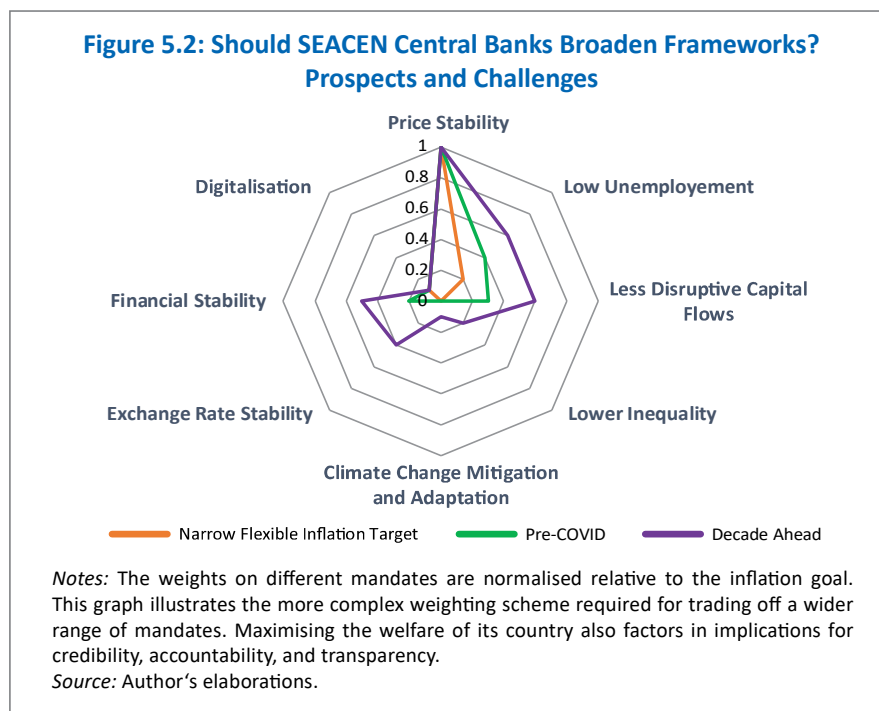 Figure 5.2: Should SEACEN Central Banks Broaden Frameworks?
Prospects and Challenges
Price Stability
1
0.8
0.6
0.4
0.2
0
Digitalisation
Low Unemployement
Financial Stability
Less Disruptive Capital
Flows
Exchange Rate Stability
Lower Inequality
Climate Change Mitigation
and Adaptation
Narrow Flexible Inflation Target
Pre-COVID
Decade Ahead
Notes: The weights on different mandates are normalised relative to the inflation goal.
This graph illustrates the more complex weighting scheme required for trading off a wider
range of mandates. Maximising the welfare of its country also factors in implications for
credibility, accountability, and transparency.
Source: Author‘s elaborations.